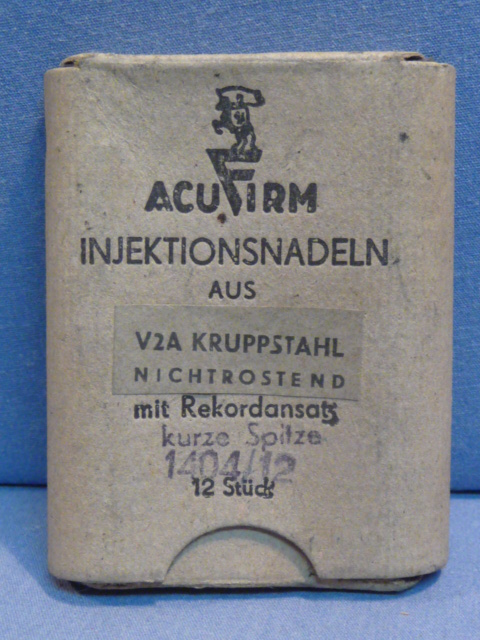 ACUFIRM
INJEKTIONSNADELN
AUS
V2A KRUPPSTAHL
NICHTROSTEND
mit Rekordansatz
kurze Spitze
1404/12
12 Stück